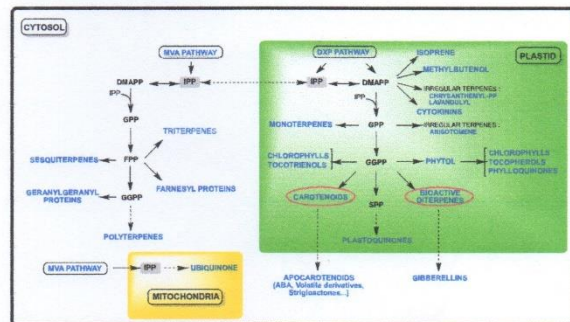 CYTOSOL
MVA PATHWAY
DXP PATHWAY
PLASTID
ISOPRENE
METHYLBUTENOL
DMAPP
IPP
IPP
DMAPP
IRREGULAR TERPENES :
CHRYSANTHENYL-PP
LAVANDULYL
CYTOKININS
IPP
IPP
GPP
MONOTERPENES
GPP
IRREGULAR TERPENES :
TRITERPENES
SESQUITERPENES
FPP
CHLOROPHYLLS
TOCOTRIENOLS
GGPP
PHYTOL
CHLOROPHYLLS
TOCOPHEROLS
PHYLLOQUINONES
GERANYLGERANYL
PROTEINS
FARNESYL PROTEINS
GGPP
CAROTENOIDS
SPP
BIOACTIVE
DITERPENES
POLYTERPENES
PLASTOQUINONES
MVA PATHWAY
IPP
UBIQUINONE
MITOCHONDRIA
APOCAROTENOIDS
(ABA, Volatile derivatives,
Strigolactones...)
GIBBERELLINS